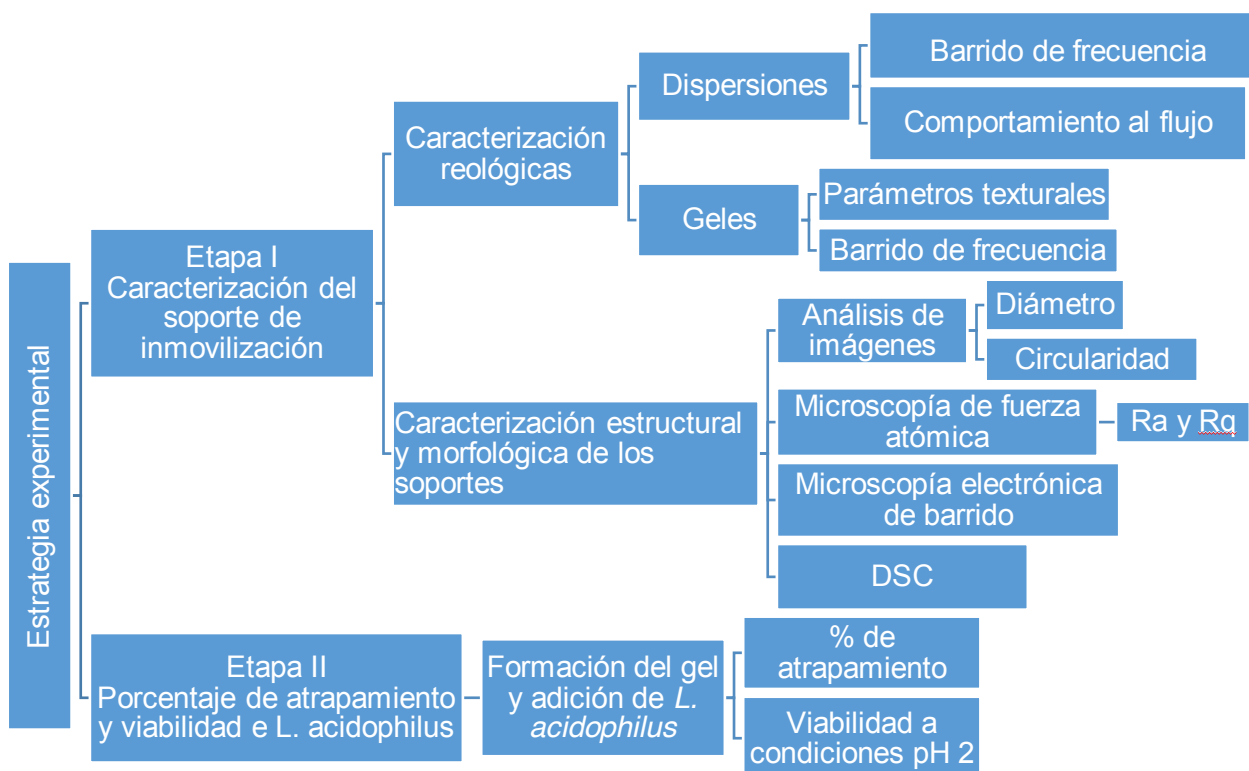 Estrategia experimental
Etapa I
Caracterización del
soporte de
inmovilización
Caracterización
reológicas
Dispersiones
Barrido de frecuencia
Comportamiento al flujo
Geles
Parámetros texturales
Barrido de frecuencia
Caracterización estructural
y morfológica de los
soportes
Análisis de
imágenes
Diámetro
Circularidad
Microscopía de fuerza
atómica
Ra y Rq
Microscopía electrónica
de barrido
DSC
Etapa II
Porcentaje de atrapamiento
y viabilidad e L. acidophilus
Formación del gel
y adición de L.
acidophilus
% de
atrapamiento
Viabilidad a
condiciones pH 2